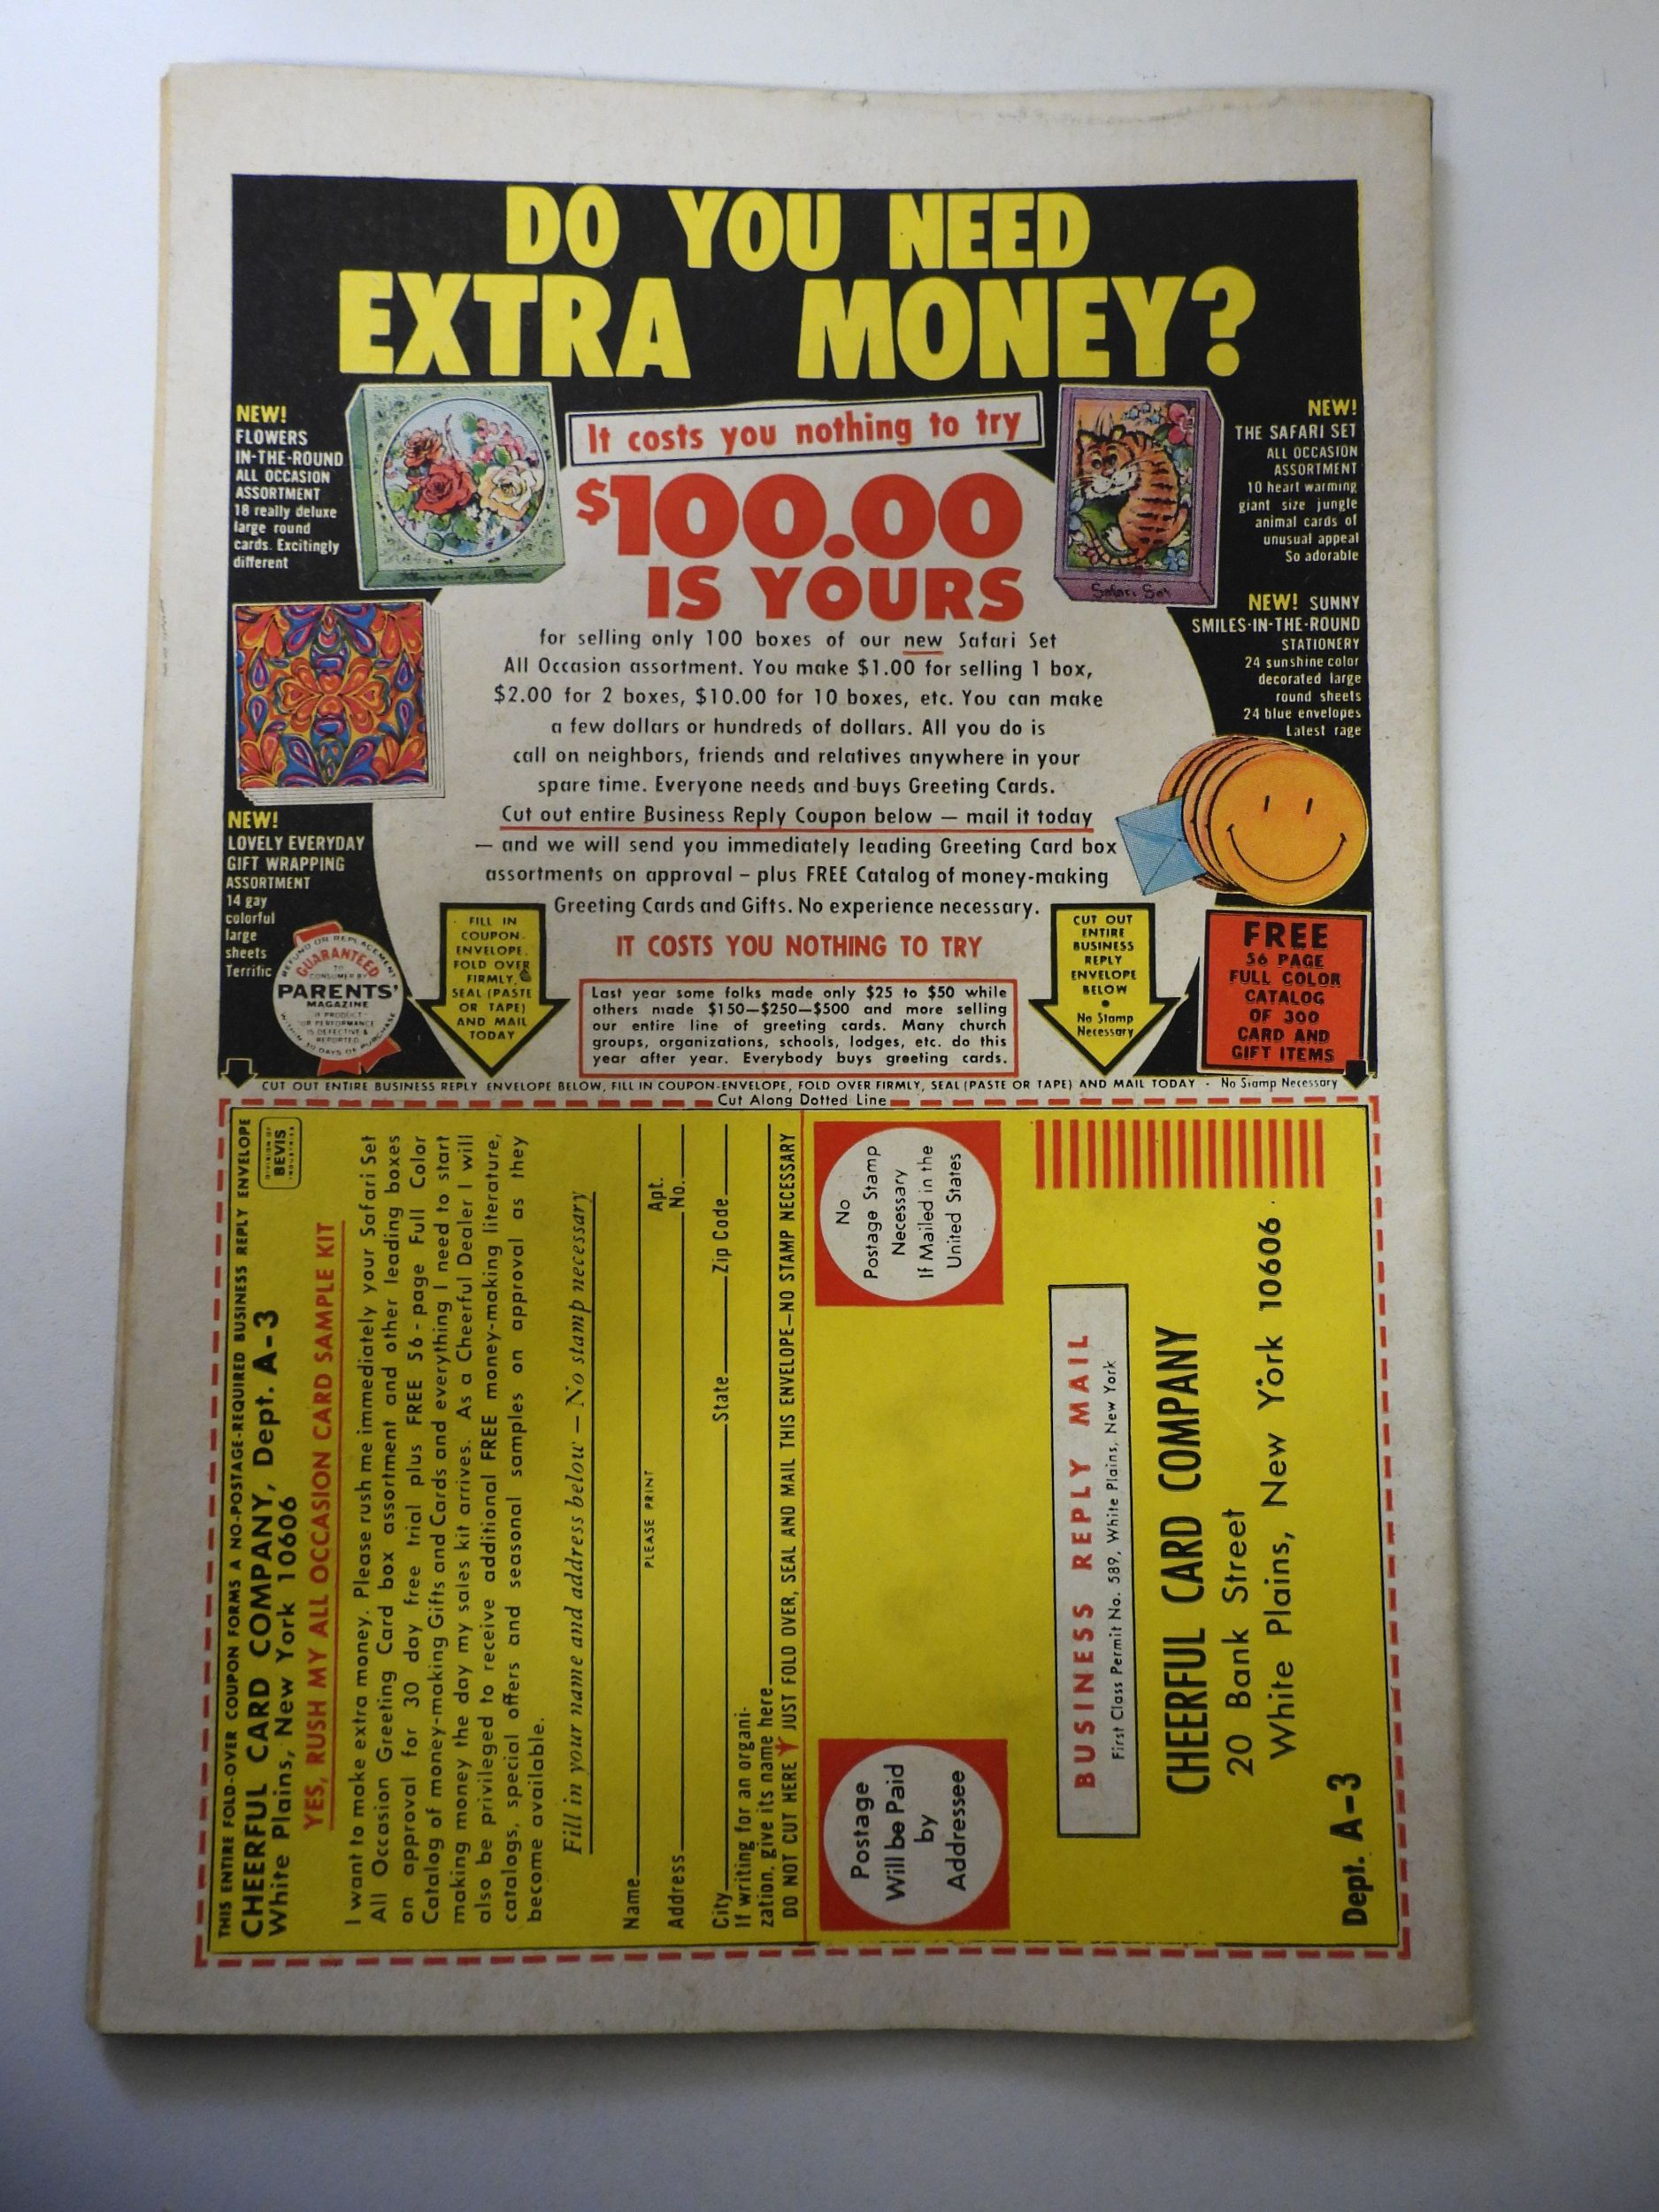 DO YOU NEED
EXTRA MONEY?
NEW!
FLOWERS
IN-THE-ROUND
ALL OCCASION
ASSORTMENT
18 really deluxe
large round
cards. Excitingly
different
It costs you nothing to try
NEW!
THE SAFARI SET
ALL OCCASION
ASSORTMENT
10 heart warming
giant size jungle
animal cards of
unusual appeal
So adorable
Safari Set
$100.00
IS YOURS
for selling only 100 boxes of our new Safari Set
All Occasion assortment. You make $1.00 for selling 1 box,
$2.00 for 2 boxes, $10.00 for 10 boxes, etc. You can make
a few dollars or hundreds of dollars. All you do is
call on neighbors, friends and relatives anywhere in your
spare time. Everyone needs and buys Greeting Cards.
Cut out entire Business Reply Coupon below — mail it today
— and we will send you immediately leading Greeting Card box
assortments on approval – plus FREE Catalog of money-making
Greeting Cards and Gifts. No experience necessary.
IT COSTS YOU NOTHING TO TRY
NEW! SUNNY
SMILES-IN-THE-ROUND
STATIONERY
24 sunshine color
decorated large
round sheets
24 blue envelopes
Latest rage
NEW!
LOVELY EVERYDAY
GIFT WRAPPING
ASSORTMENT
14 gay
colorful
large
sheets
Terrific
REFUND OR REPLACEMENT
GUARANTEED
TO
CONSUMER BY
PARENTS'
MAGAZINE
IF PRODUCT
OR PERFORMANCE
IS DEFECTIVE &
REPORTED
WITHIN 30 DAYS OF PURCHASE
FILL IN
COUPON-
ENVELOPE.
FOLD OVER
FIRMLY,
SEAL (PASTE
OR TAPE)
AND MAIL
TODAY
Last year some folks made only $25 to $50 while
others made $150—$250—$500 and more selling
our entire line of greeting cards. Many church
groups, organizations, schools, lodges, etc. do this
year after year. Everybody buys greeting cards.
CUT OUT
ENTIRE
BUSINESS
REPLY
ENVELOPE
BELOW
•
No Stamp
Necessary
FREE
56 PAGE
FULL COLOR
CATALOG
OF 300
CARD AND
GIFT ITEMS
CUT OUT ENTIRE BUSINESS REPLY ENVELOPE BELOW, FILL IN COUPON-ENVELOPE, FOLD OVER FIRMLY, SEAL (PASTE OR TAPE) AND MAIL TODAY - No Stamp Necessary
Cut Along Dotted Line
THIS ENTIRE FOLD-OVER COUPON FORMS A NO-POSTAGE-REQUIRED BUSINESS REPLY ENVELOPE
CHEERFUL CARD COMPANY, Dept. A-3
White Plains, New York 10606
DIVISION OF
BEVIS
INDUSTRIES
YES, RUSH MY ALL OCCASION CARD SAMPLE KIT
I want to make extra money. Please rush me immediately your Safari Set
All Occasion Greeting Card box assortment and other leading boxes
on approval for 30 day free trial plus FREE 56-page Full Color
Catalog of money-making Gifts and Cards and everything I need to start
making money the day my sales kit arrives. As a Cheerful Dealer I will
also be privileged to receive additional FREE money-making literature,
catalogs, special offers and seasonal samples on approval as they
become available.
Fill in your name and address below — No stamp necessary
Name
PLEASE PRINT
Address Apt. No.
City State Zip Code
If writing for an organi-
zation, give its name here
DO NOT CUT HERE JUST FOLD OVER, SEAL AND MAIL THIS ENVELOPE—NO STAMP NECESSARY
Postage
Will be Paid
by
Addressee
No
Postage Stamp
Necessary
If Mailed in the
United States
BUSINESS REPLY MAIL
First Class Permit No. 589, White Plains, New York
CHEERFUL CARD COMPANY
20 Bank Street
White Plains, New York 10606
Dept. A-3